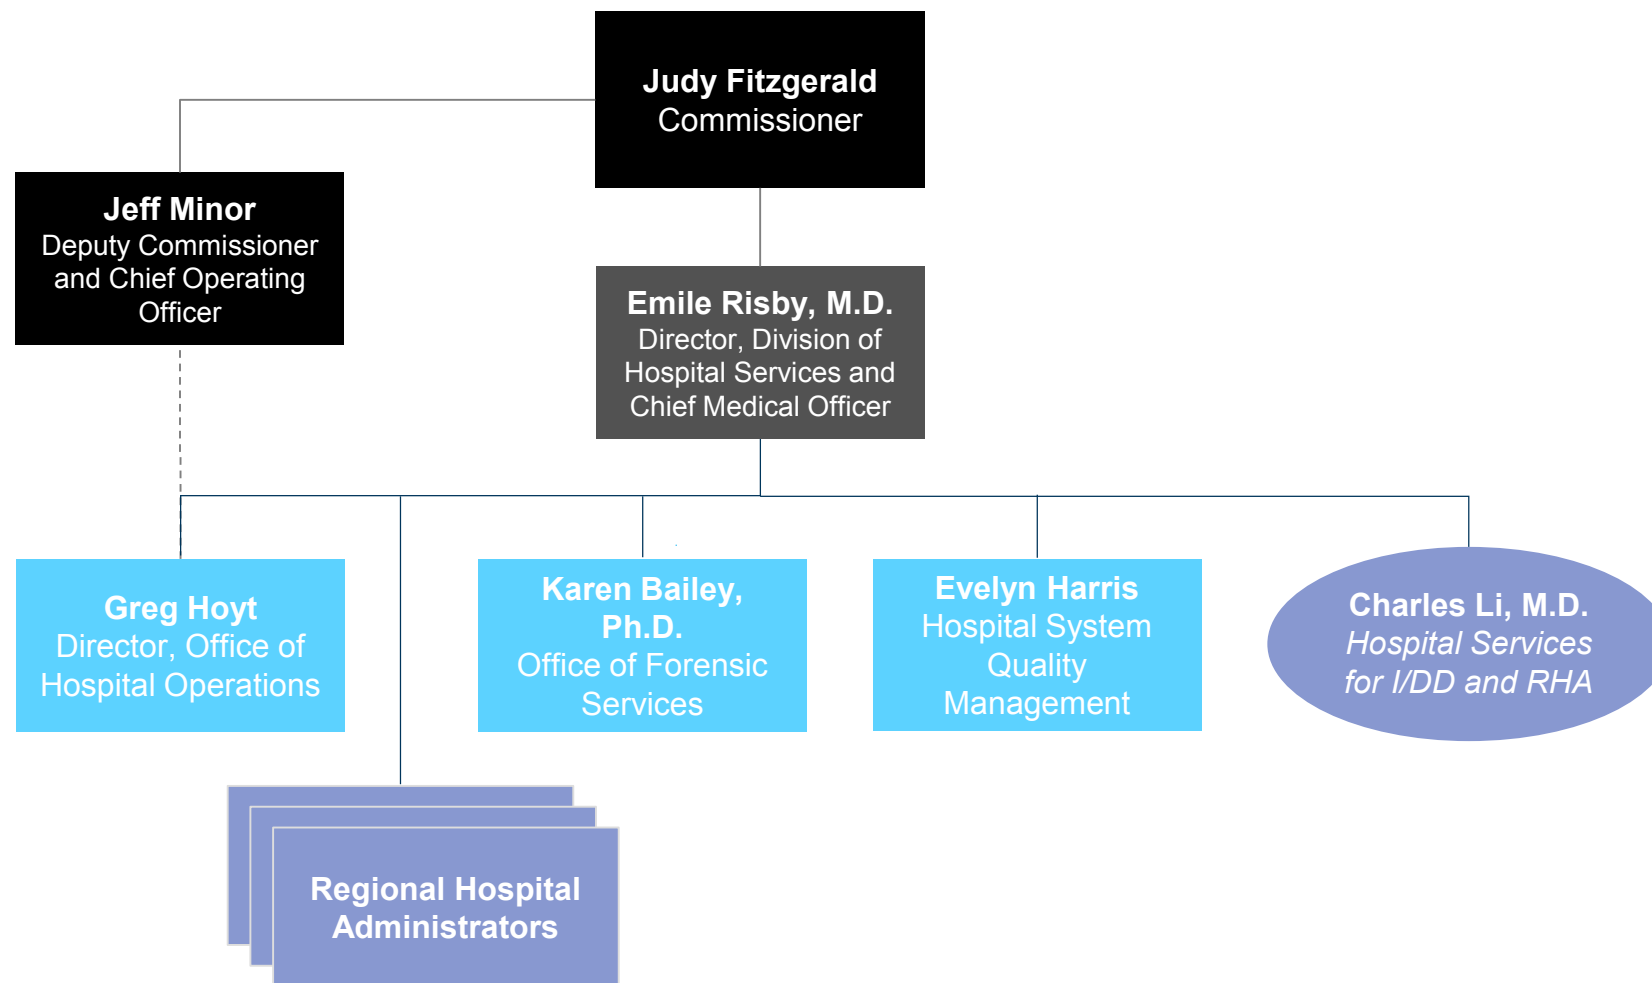 Judy Fitzgerald
Commissioner
Jeff Minor
Deputy Commissioner
and Chief Operating
Officer
Emile Risby, M.D.
Director, Division of
Hospital Services and
Chief Medical Officer
Greg Hoyt
Director, Office of
Hospital Operations
Karen Bailey,
Ph.D.
Office of Forensic
Services
Evelyn Harris
Hospital System
Quality
Management
Charles Li, M.D.
Hospital Services
for I/DD and RHA
Regional Hospital
Administrators